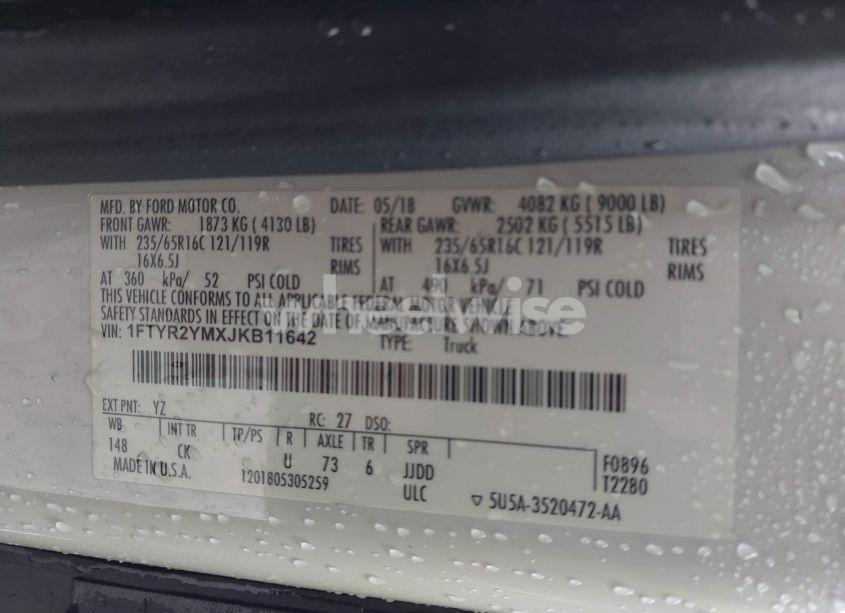 MFD. BY FORD MOTOR CO. DATE: 05/18 GVWR: 4082 KG ( 9000 LB)
FRONT GAWR: 1873 KG ( 4130 LB) REAR GAWR: 2502 KG ( 5515 LB)
WITH 235/65R16C 121/119R TIRES WITH 235/65R16C 121/119R TIRES
16X6.5J RIMS 16X6.5J RIMS
AT 360 kPa/ 52 PSI COLD AT 490 kPa/ 71 PSI COLD
THIS VEHICLE CONFORMS TO ALL APPLICABLE FEDERAL MOTOR VEHICLE
SAFETY STANDARDS IN EFFECT ON THE DATE OF MANUFACTURE SHOWN ABOVE.
VIN: 1FTYR2YMXJKB11642 TYPE: Truck
EXT PNT: YZ RC: 27 DSO:
WB INT TR TP/PS R AXLE TR SPR
148 CK U 73 6 JJDD F0896
MADE IN U.S.A. 1201805305259 ULC T2280
5U5A-3520472-AA